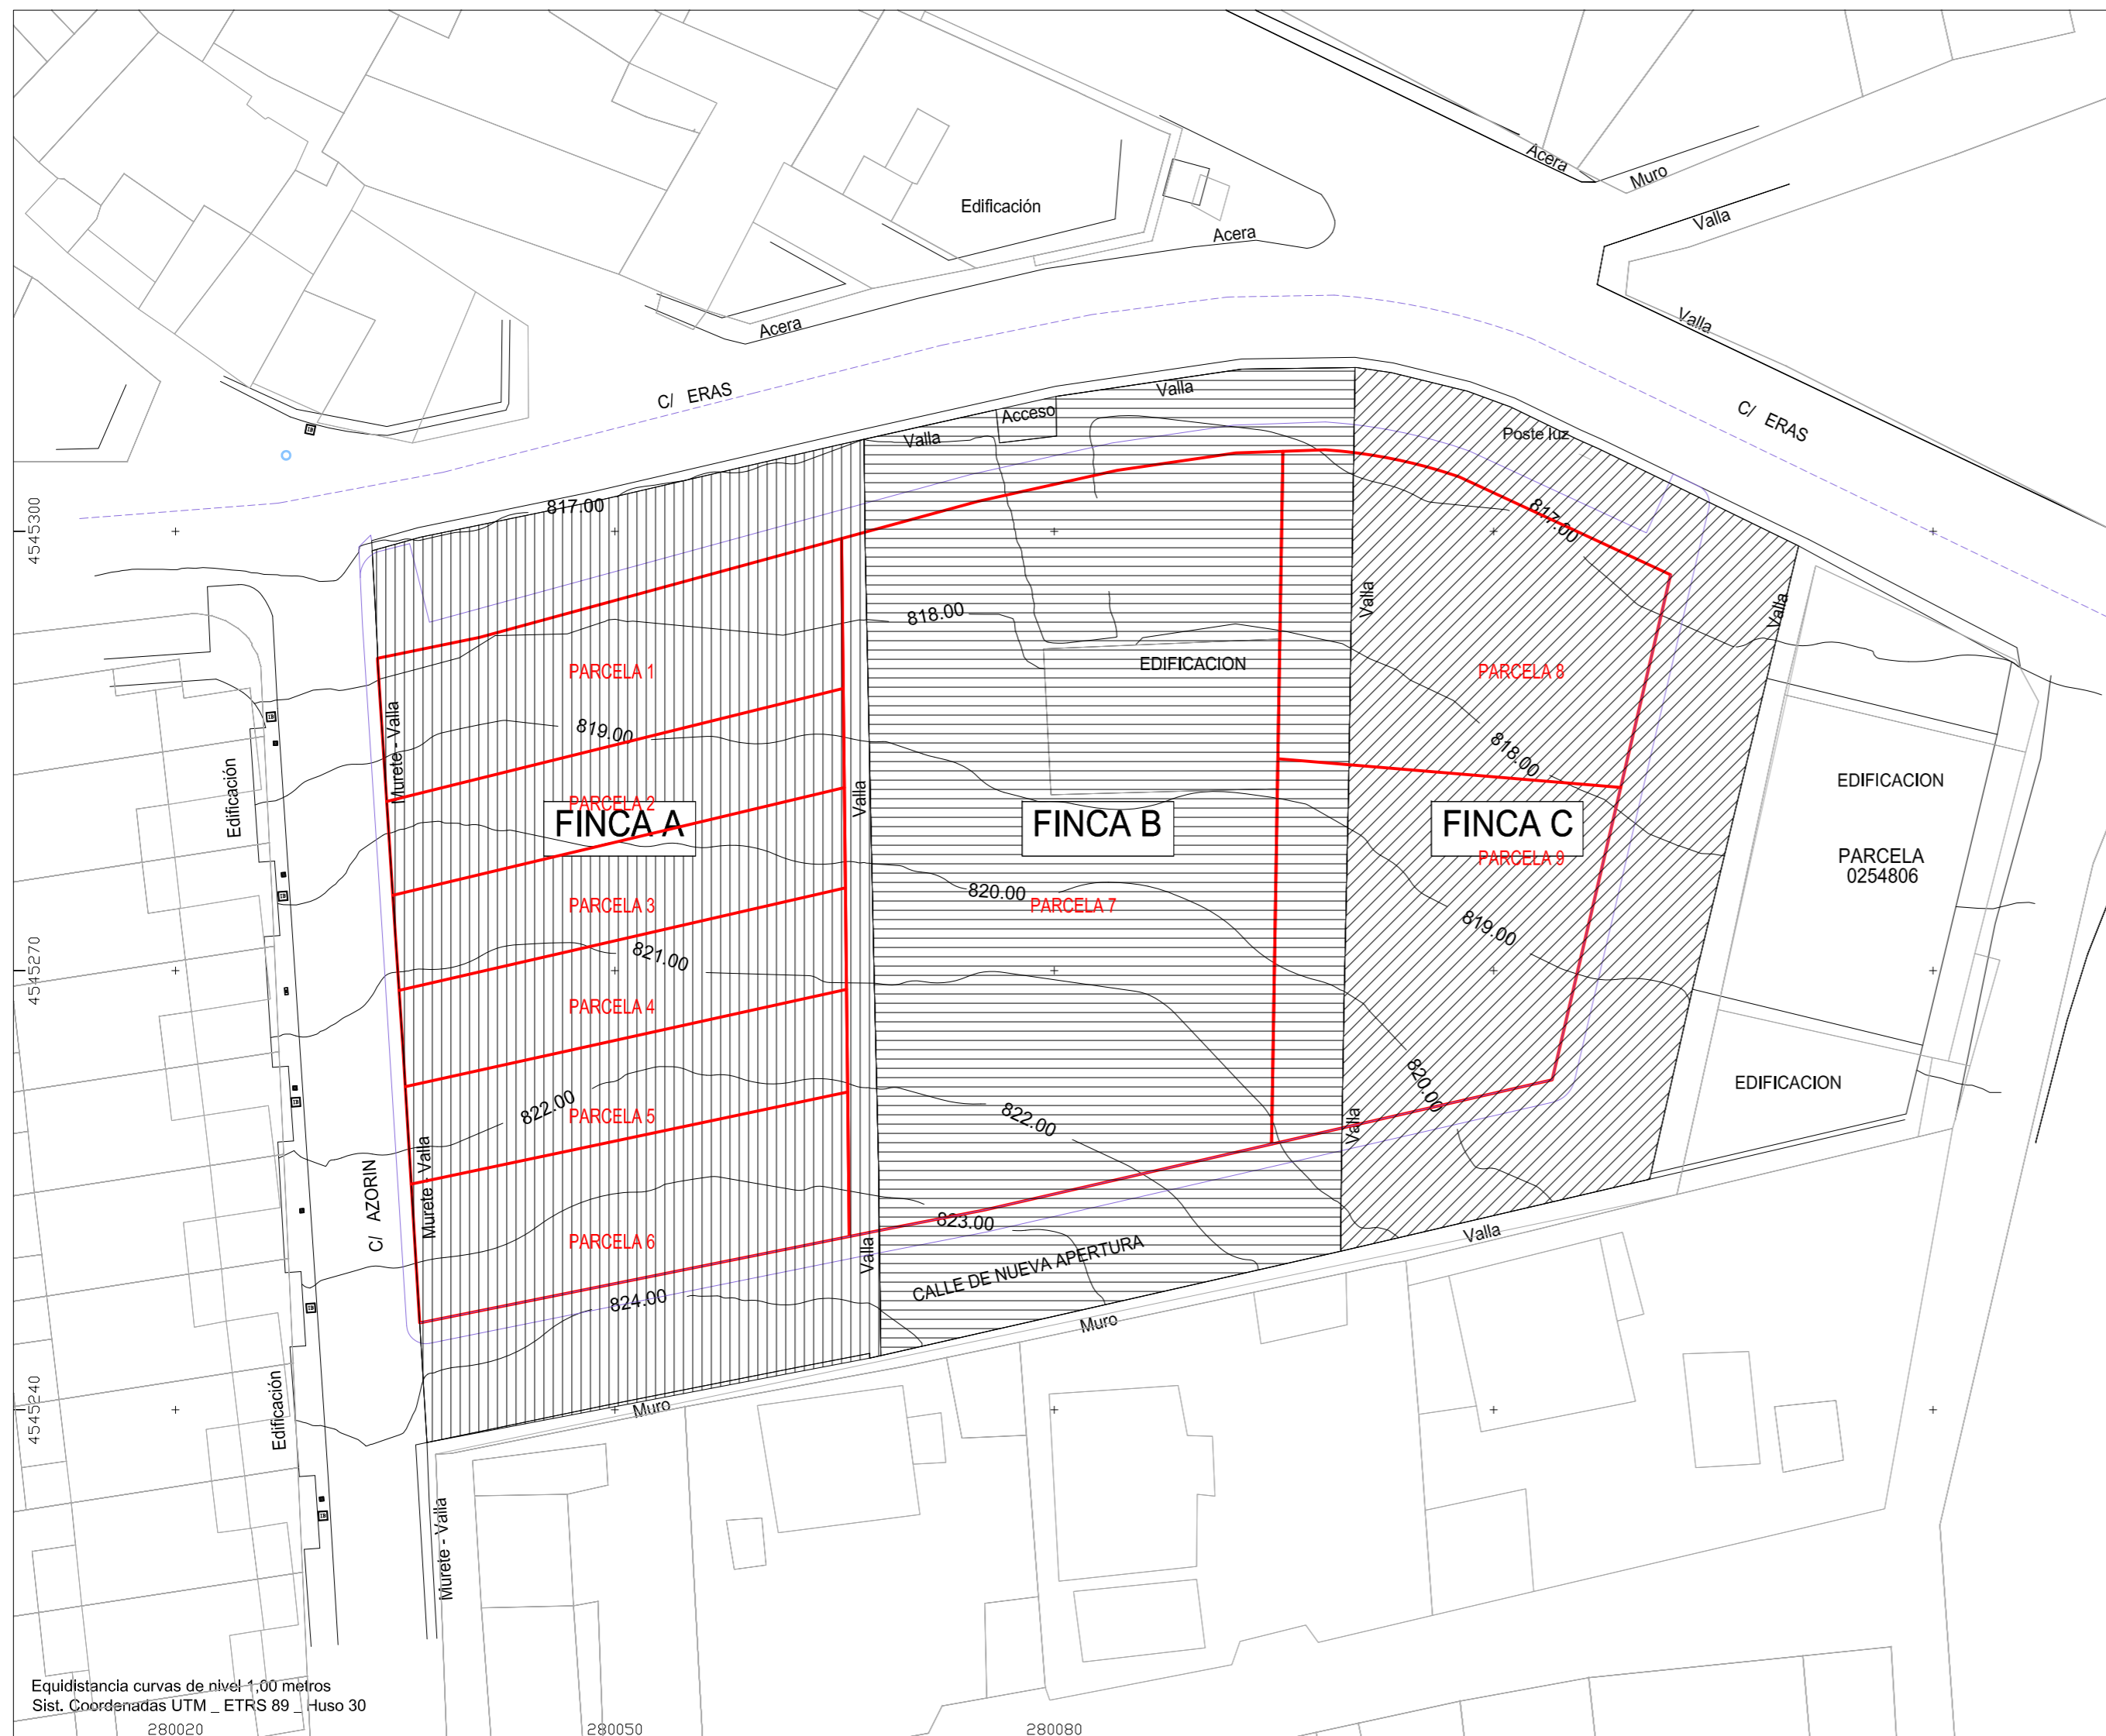 Edificación
Acera
Muro
Acera
Valla
Valla
Acera
C/ ERAS
Valla
Acceso
Valla
C/ ERAS
Poste luz
817.00
817.00
4545300
818.00
Valla
Valla
PARCELA 1
EDIFICACION
PARCELA 8
819.00
Murete - Valla
818.00
Edificación
Valla
EDIFICACION
PARCELA 2
FINCA A
FINCA B
FINCA C
PARCELA 9
PARCELA
0254806
820.00
PARCELA 3
PARCELA 7
819.00
821.00
4545270
PARCELA 4
820.00
EDIFICACION
822.00
PARCELA 5
822.00
Valla
C/ AZORIN
Murete - Valla
823.00
PARCELA 6
Valla
Valla
CALLE DE NUEVA APERTURA
824.00
Muro
4545240
Edificación
Muro
Murete - Valla
Equidistancia curvas de nivel 1,00 metros
Sist. Coordenadas UTM _ ETRS 89 _ Huso 30
280020
280050
280080